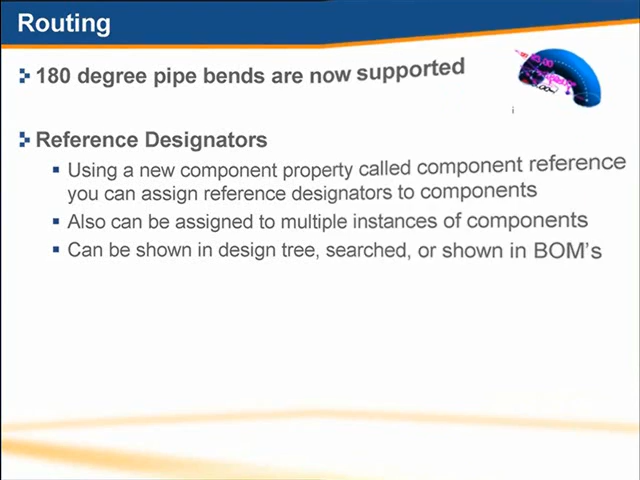 Routing
180 degree pipe bends are now supported
Reference Designators
Using a new component property called component reference
you can assign reference designators to components
Also can be assigned to multiple instances of components
Can be shown in design tree, searched, or shown in BOM's